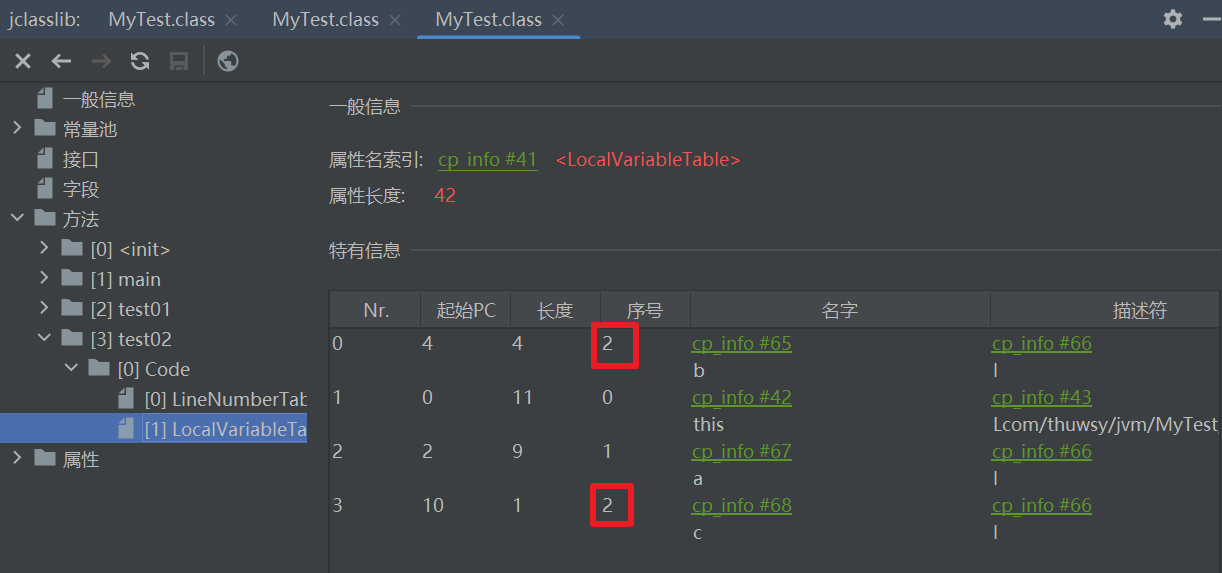 jclasslib: MyTest.class MyTest.class MyTest.class
一般信息
常量池
接口
字段
方法
[0] <init>
[1] main
[2] test01
[3] test02
[0] Code
[0] LineNumberTab
[1] LocalVariableTa
属性
一般信息
属性名索引: cp_info #41 <LocalVariableTable>
属性长度: 42
特有信息
Nr. 起始PC 长度 序号 名字 描述符
0 4 4 2 cp_info #65 cp_info #66
b I
1 0 11 0 cp_info #42 cp_info #43
this Lcom/thuwsy/jvm/MyTest
2 2 9 1 cp_info #67 cp_info #66
a I
3 10 1 2 cp_info #68 cp_info #66
c I